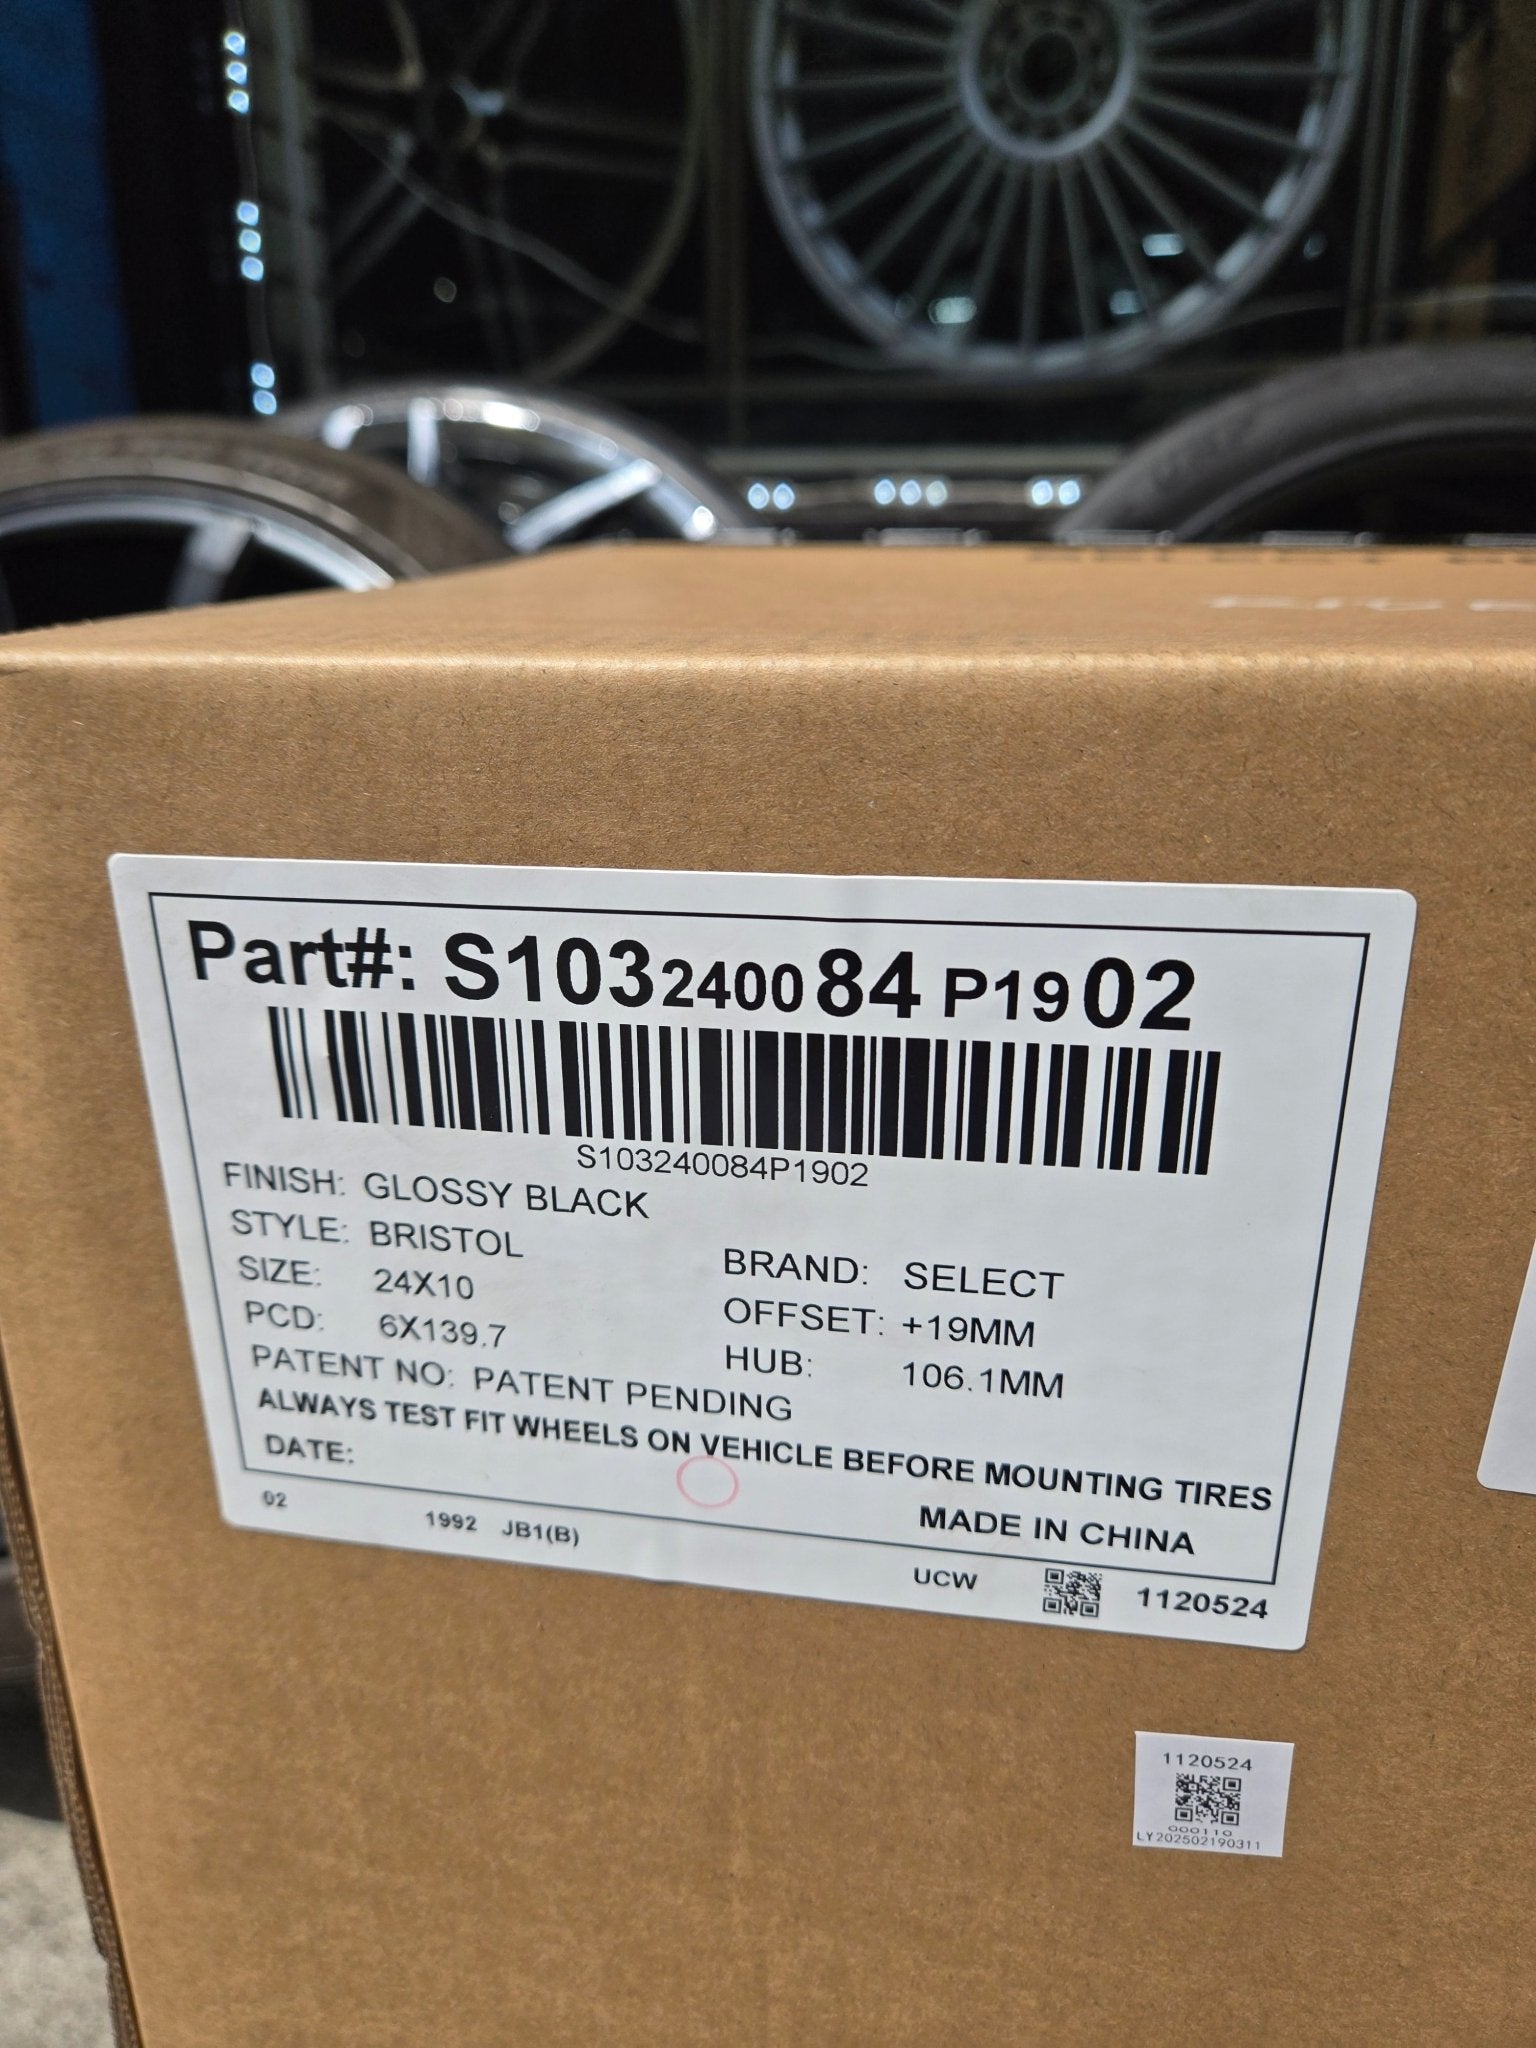 Part#: S103240084P1902
S103240084P1902
FINISH: GLOSSY BLACK
STYLE: BRISTOL
BRAND: SELECT
SIZE: 24X10
OFFSET: +19MM
PCD: 6X139.7
HUB: 106.1MM
PATENT NO: PATENT PENDING
ALWAYS TEST FIT WHEELS ON VEHICLE BEFORE MOUNTING TIRES
DATE:
MADE IN CHINA
02 1992 JB1(B) UCW 1120524
1120524
000110
LY202502190311